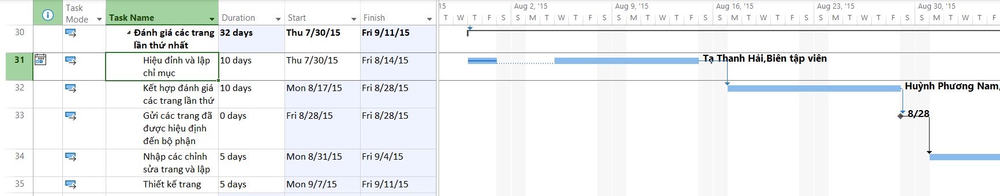 Task Mode Task Name Duration Start Finish
15 Aug 2, '15 Aug 9, '15 Aug 16, '15 Aug 23, '15 Aug 30, '15
T W T F S S M T W T F S S M T W T F S S M T W T F S S M T W T F S S M T W T F
30 Đánh giá các trang lần thứ nhất 32 days Thu 7/30/15 Fri 9/11/15
31 Hiệu đỉnh và lập chỉ mục 10 days Thu 7/30/15 Fri 8/14/15 Tạ Thanh Hải,Biên tập viên
32 Kết hợp đánh giá các trang lần thứ 10 days Mon 8/17/15 Fri 8/28/15 Huỳnh Phương Nam,
33 Gửi các trang đã được hiệu định đến bộ phận 0 days Fri 8/28/15 Fri 8/28/15 8/28
34 Nhập các chỉnh sửa trang và lập 5 days Mon 8/31/15 Fri 9/4/15
35 Thiết kế trang 5 days Mon 9/7/15 Fri 9/11/15